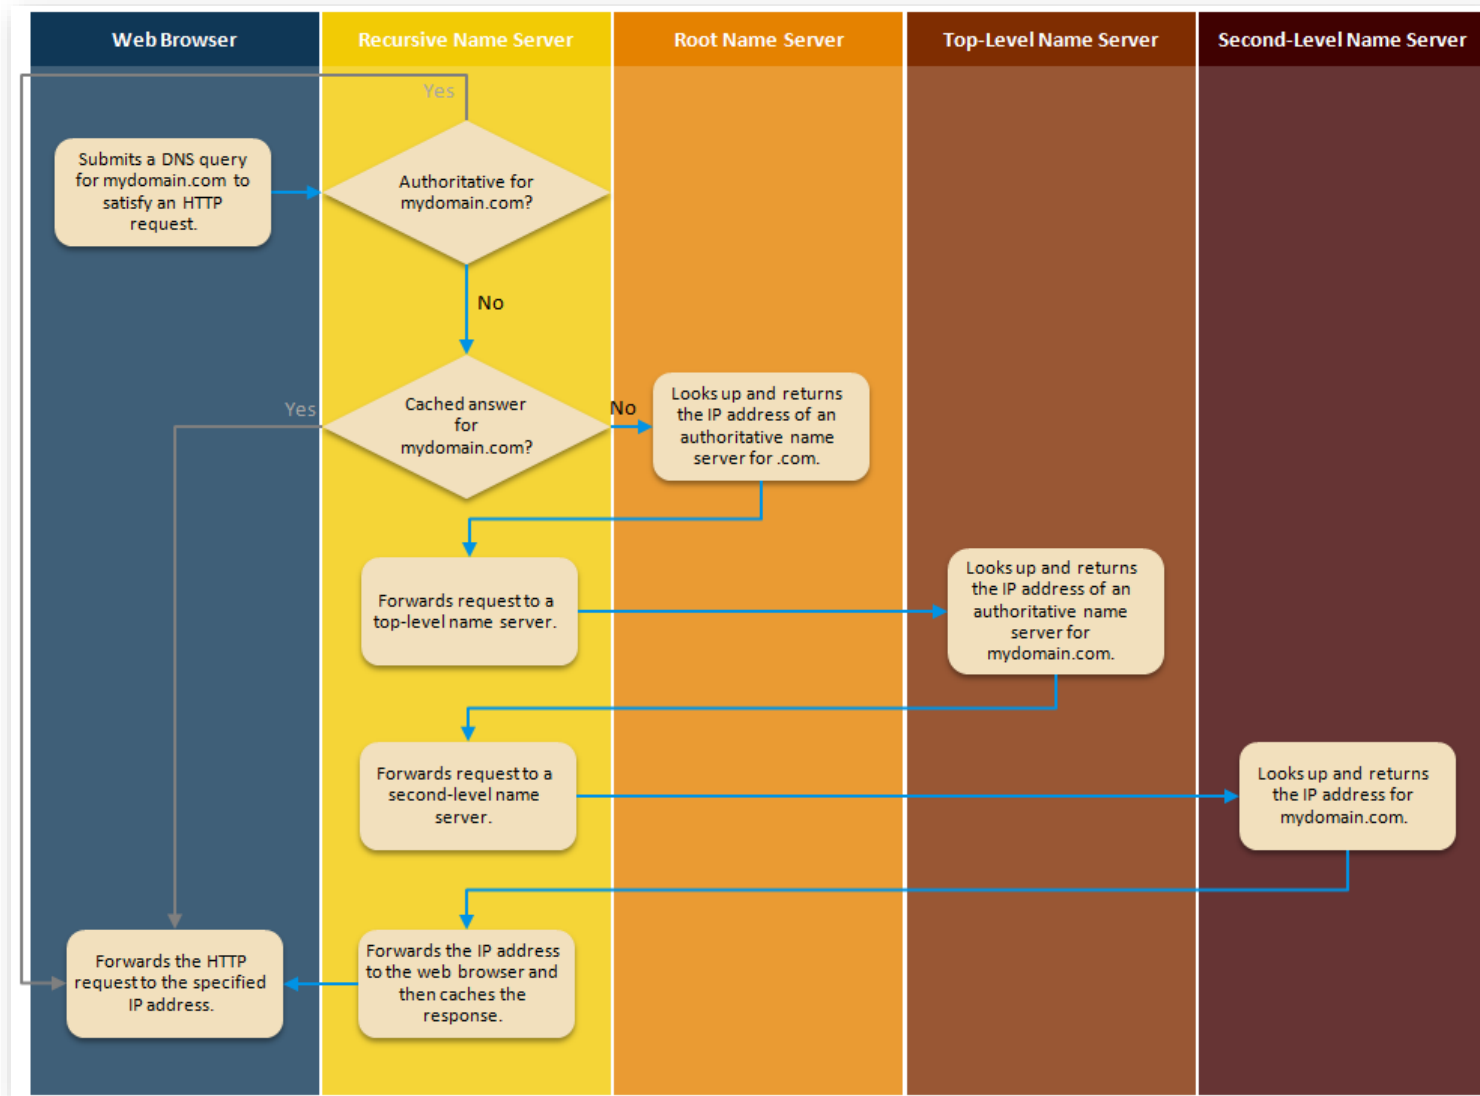 Web Browser
Recursive Name Server
Root Name Server
Top-Level Name Server
Second-Level Name Server
Yes
Submits a DNS query
for mydomain.com to
satisfy an HTTP
request.
Authoritative for
mydomain.com?
No
Yes
Cached answer
for
mydomain.com?
No
Looks up and returns
the IP address of an
authoritative name
server for .com.
Forwards request to a
top-level name server.
Looks up and returns
the IP address of an
authoritative name
server for
mydomain.com.
Forwards request to a
second-level name
server.
Looks up and returns
the IP address for
mydomain.com.
Forwards the HTTP
request to the specified
IP address.
Forwards the IP address
to the web browser and
then caches the
response.